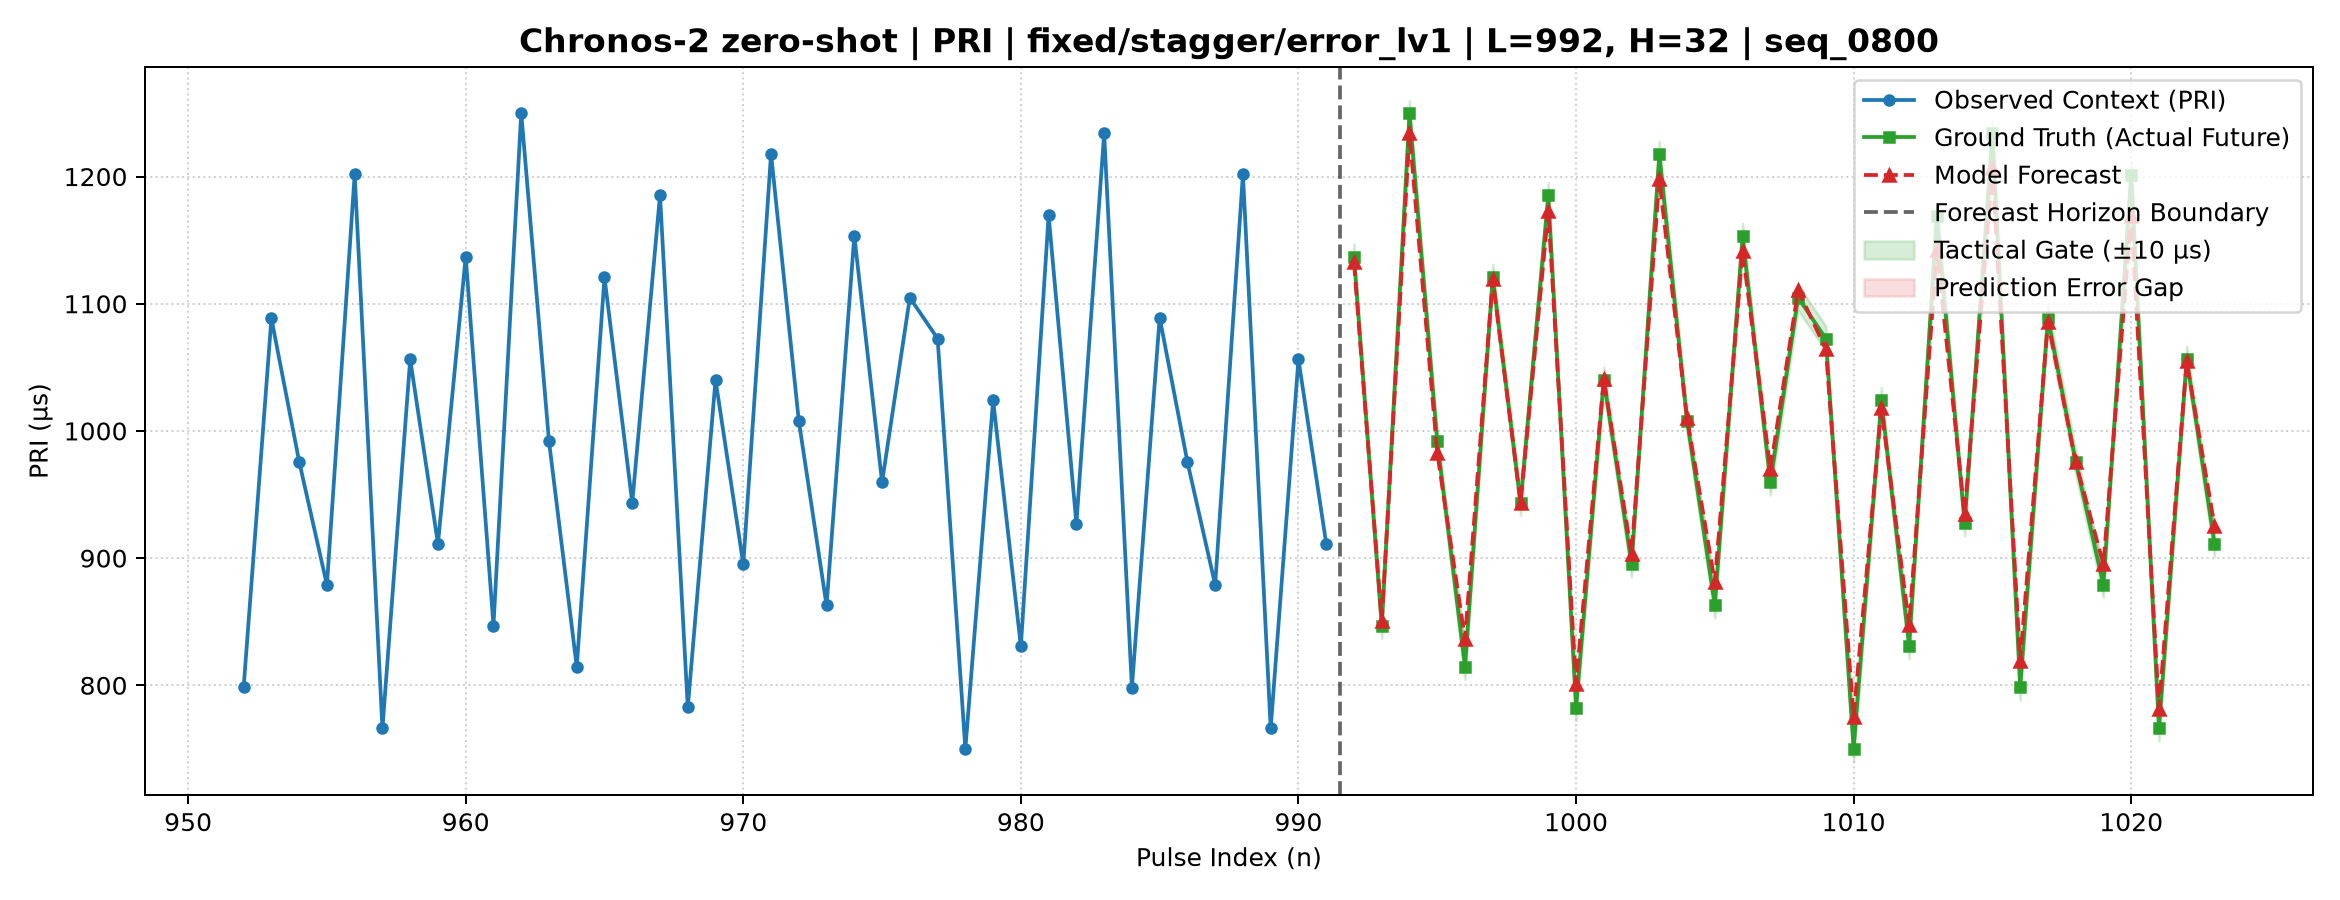 Chronos-2 zero-shot | PRI | fixed/stagger/error_lv1 | L=992, H=32 | seq_0800
Observed Context (PRI)
Ground Truth (Actual Future)
Model Forecast
Forecast Horizon Boundary
Tactical Gate (±10 μs)
Prediction Error Gap
PRI (μs)
1200
1100
1000
900
800
950 960 970 980 990 1000 1010 1020
Pulse Index (n)